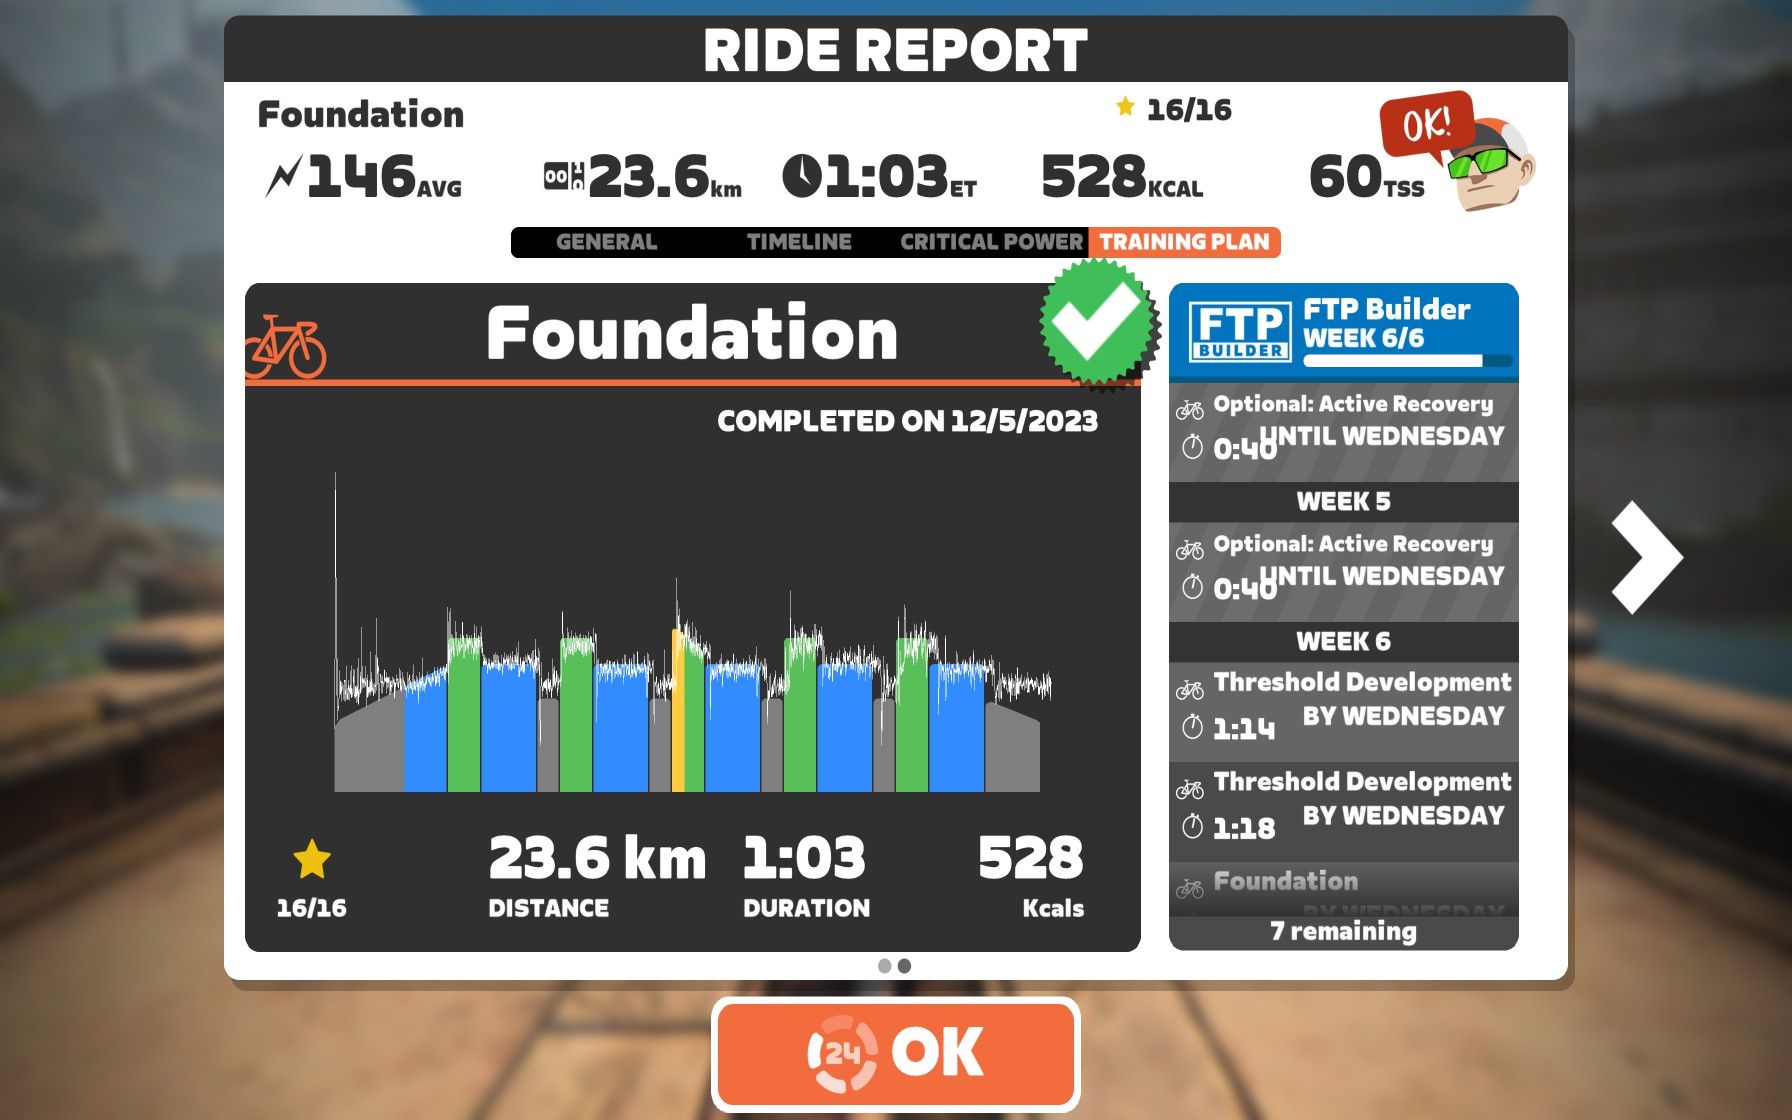 RIDE REPORT
Foundation
16/16
OK!
146AVG
23.6km
1:03ET
528KCAL
60TSS
GENERAL
TIMELINE
CRITICAL POWER
TRAINING PLAN
Foundation
COMPLETED ON 12/5/2023
16/16
23.6 km
DISTANCE
1:03
DURATION
528
Kcals
FTP
BUILDER
FTP Builder
WEEK 6/6
Optional: Active Recovery
UNTIL WEDNESDAY
0:40
WEEK 5
Optional: Active Recovery
UNTIL WEDNESDAY
0:40
WEEK 6
Threshold Development
BY WEDNESDAY
1:14
Threshold Development
BY WEDNESDAY
1:18
Foundation
BY WEDNESDAY
7 remaining
24
OK